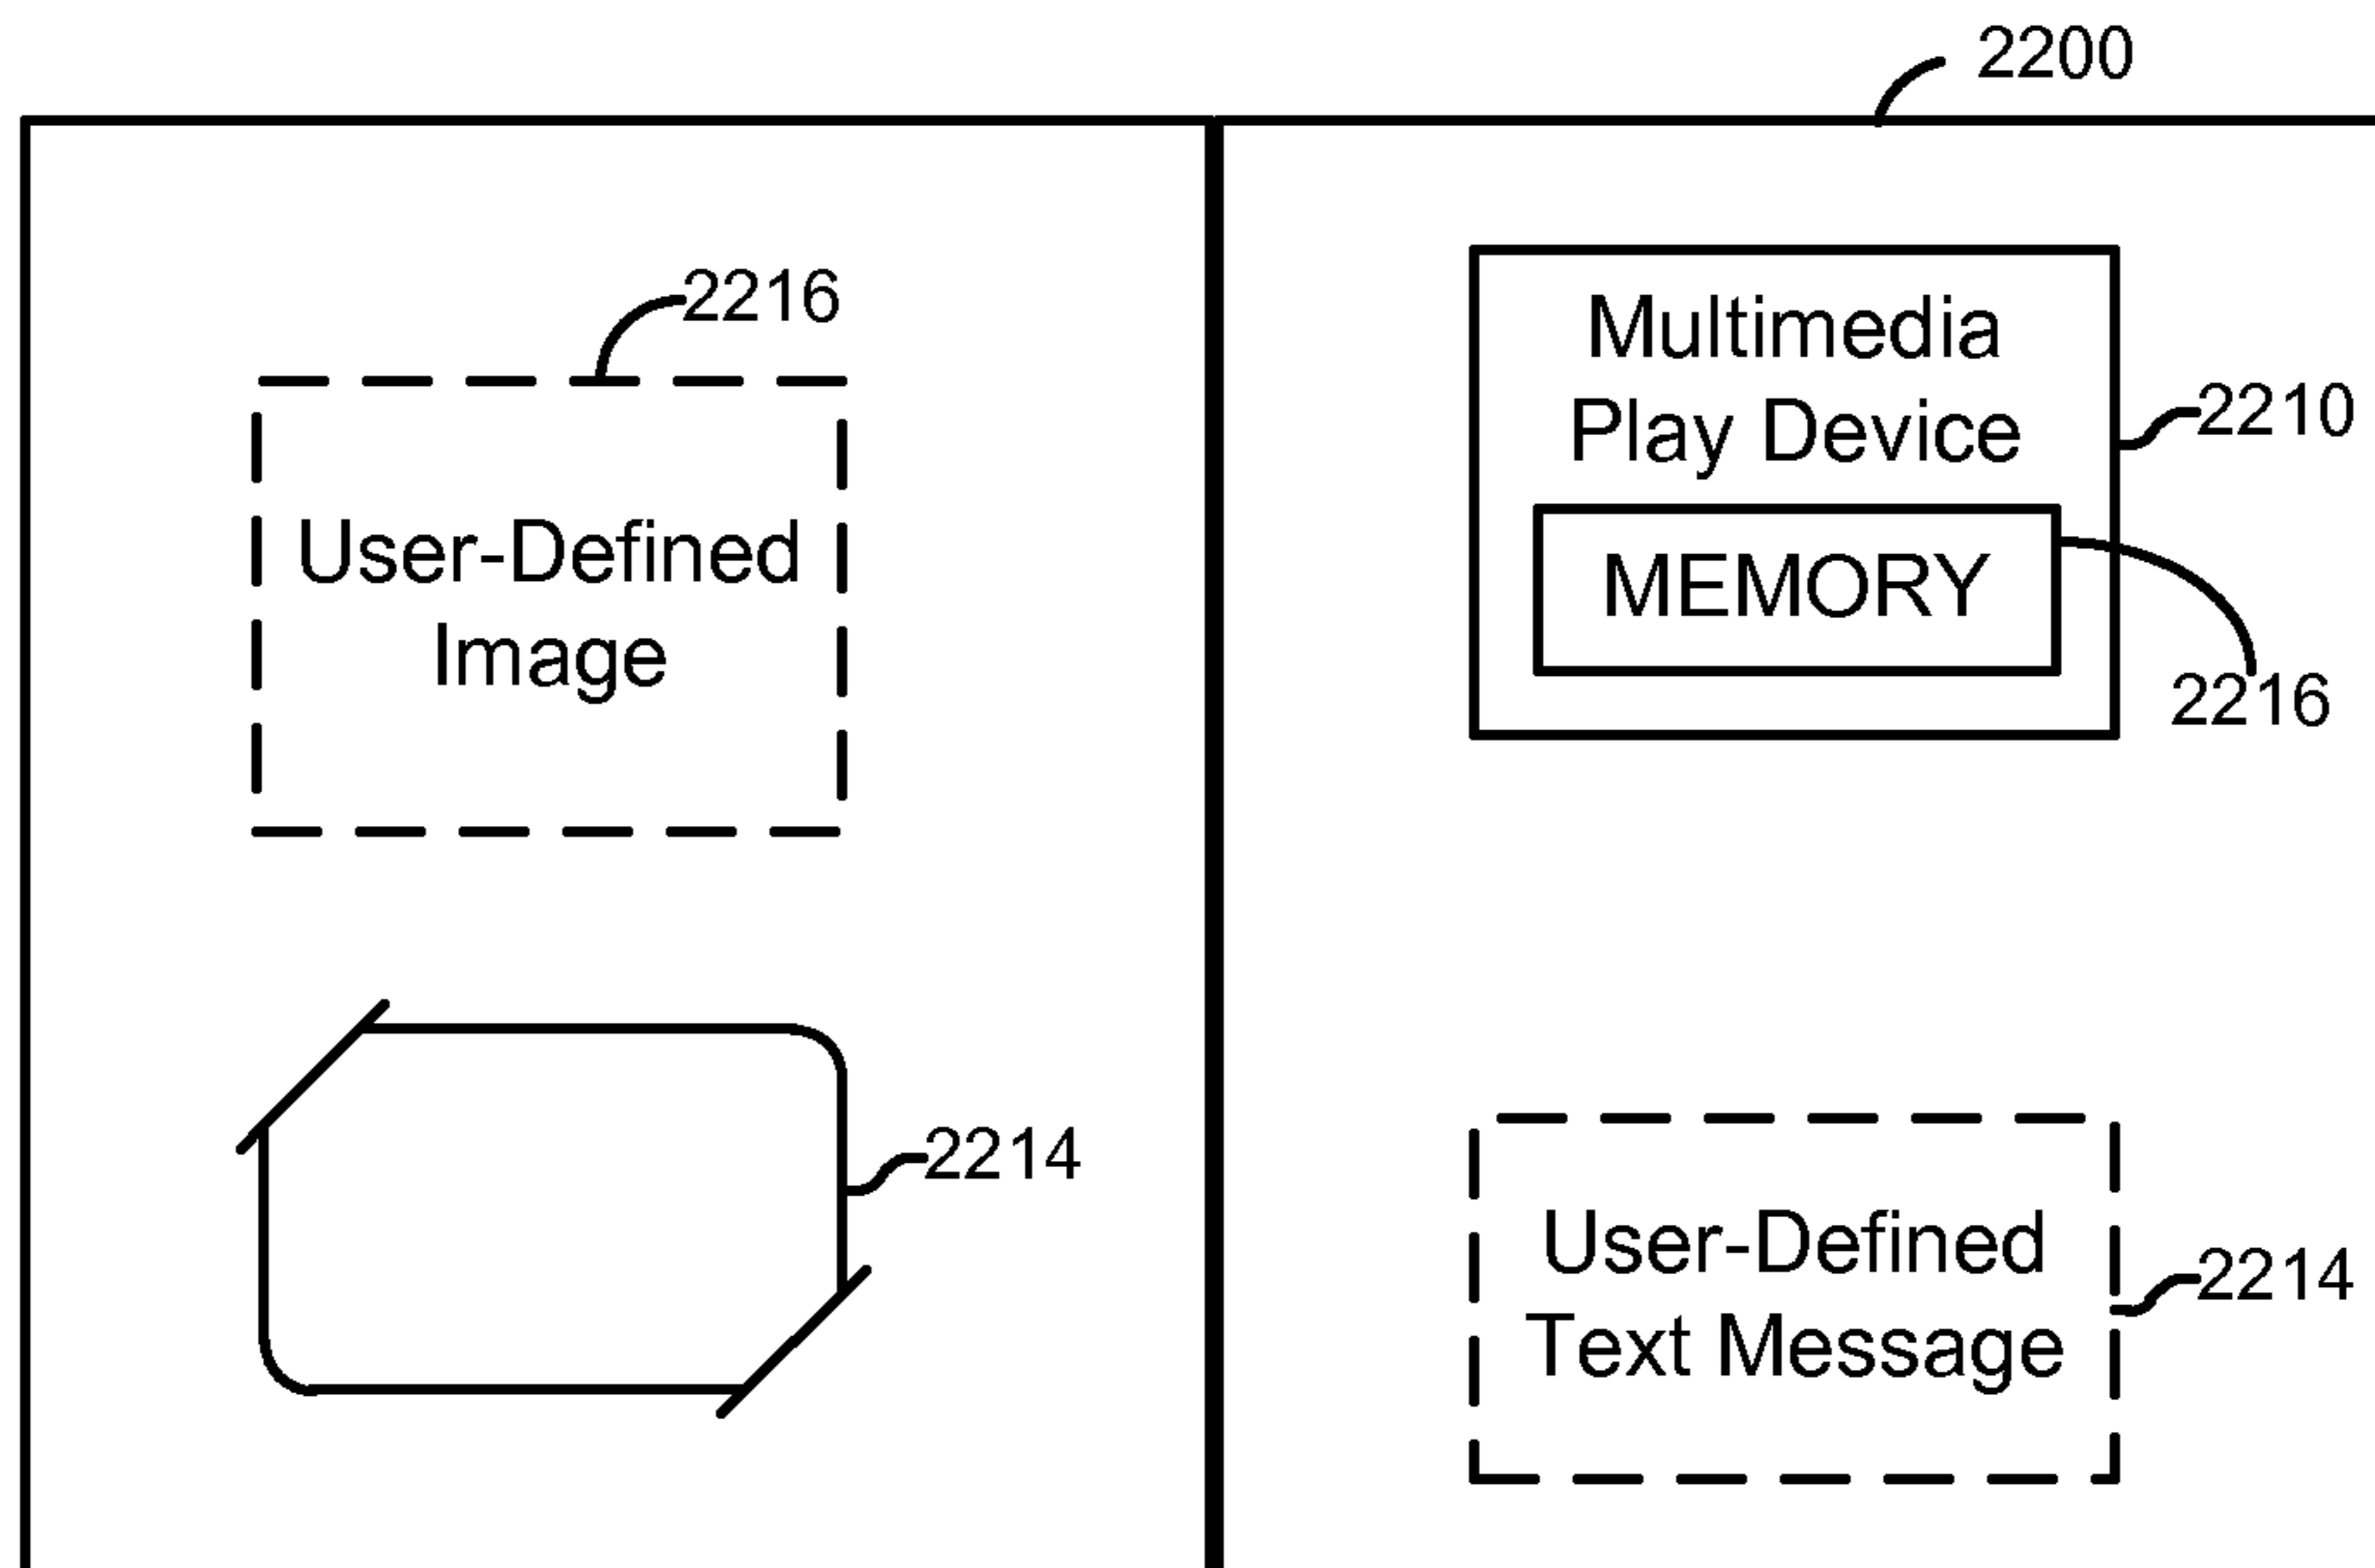 2200
2216
User-Defined
Image
2214
Multimedia
Play Device
2210
MEMORY
2216
User-Defined
Text Message
2214